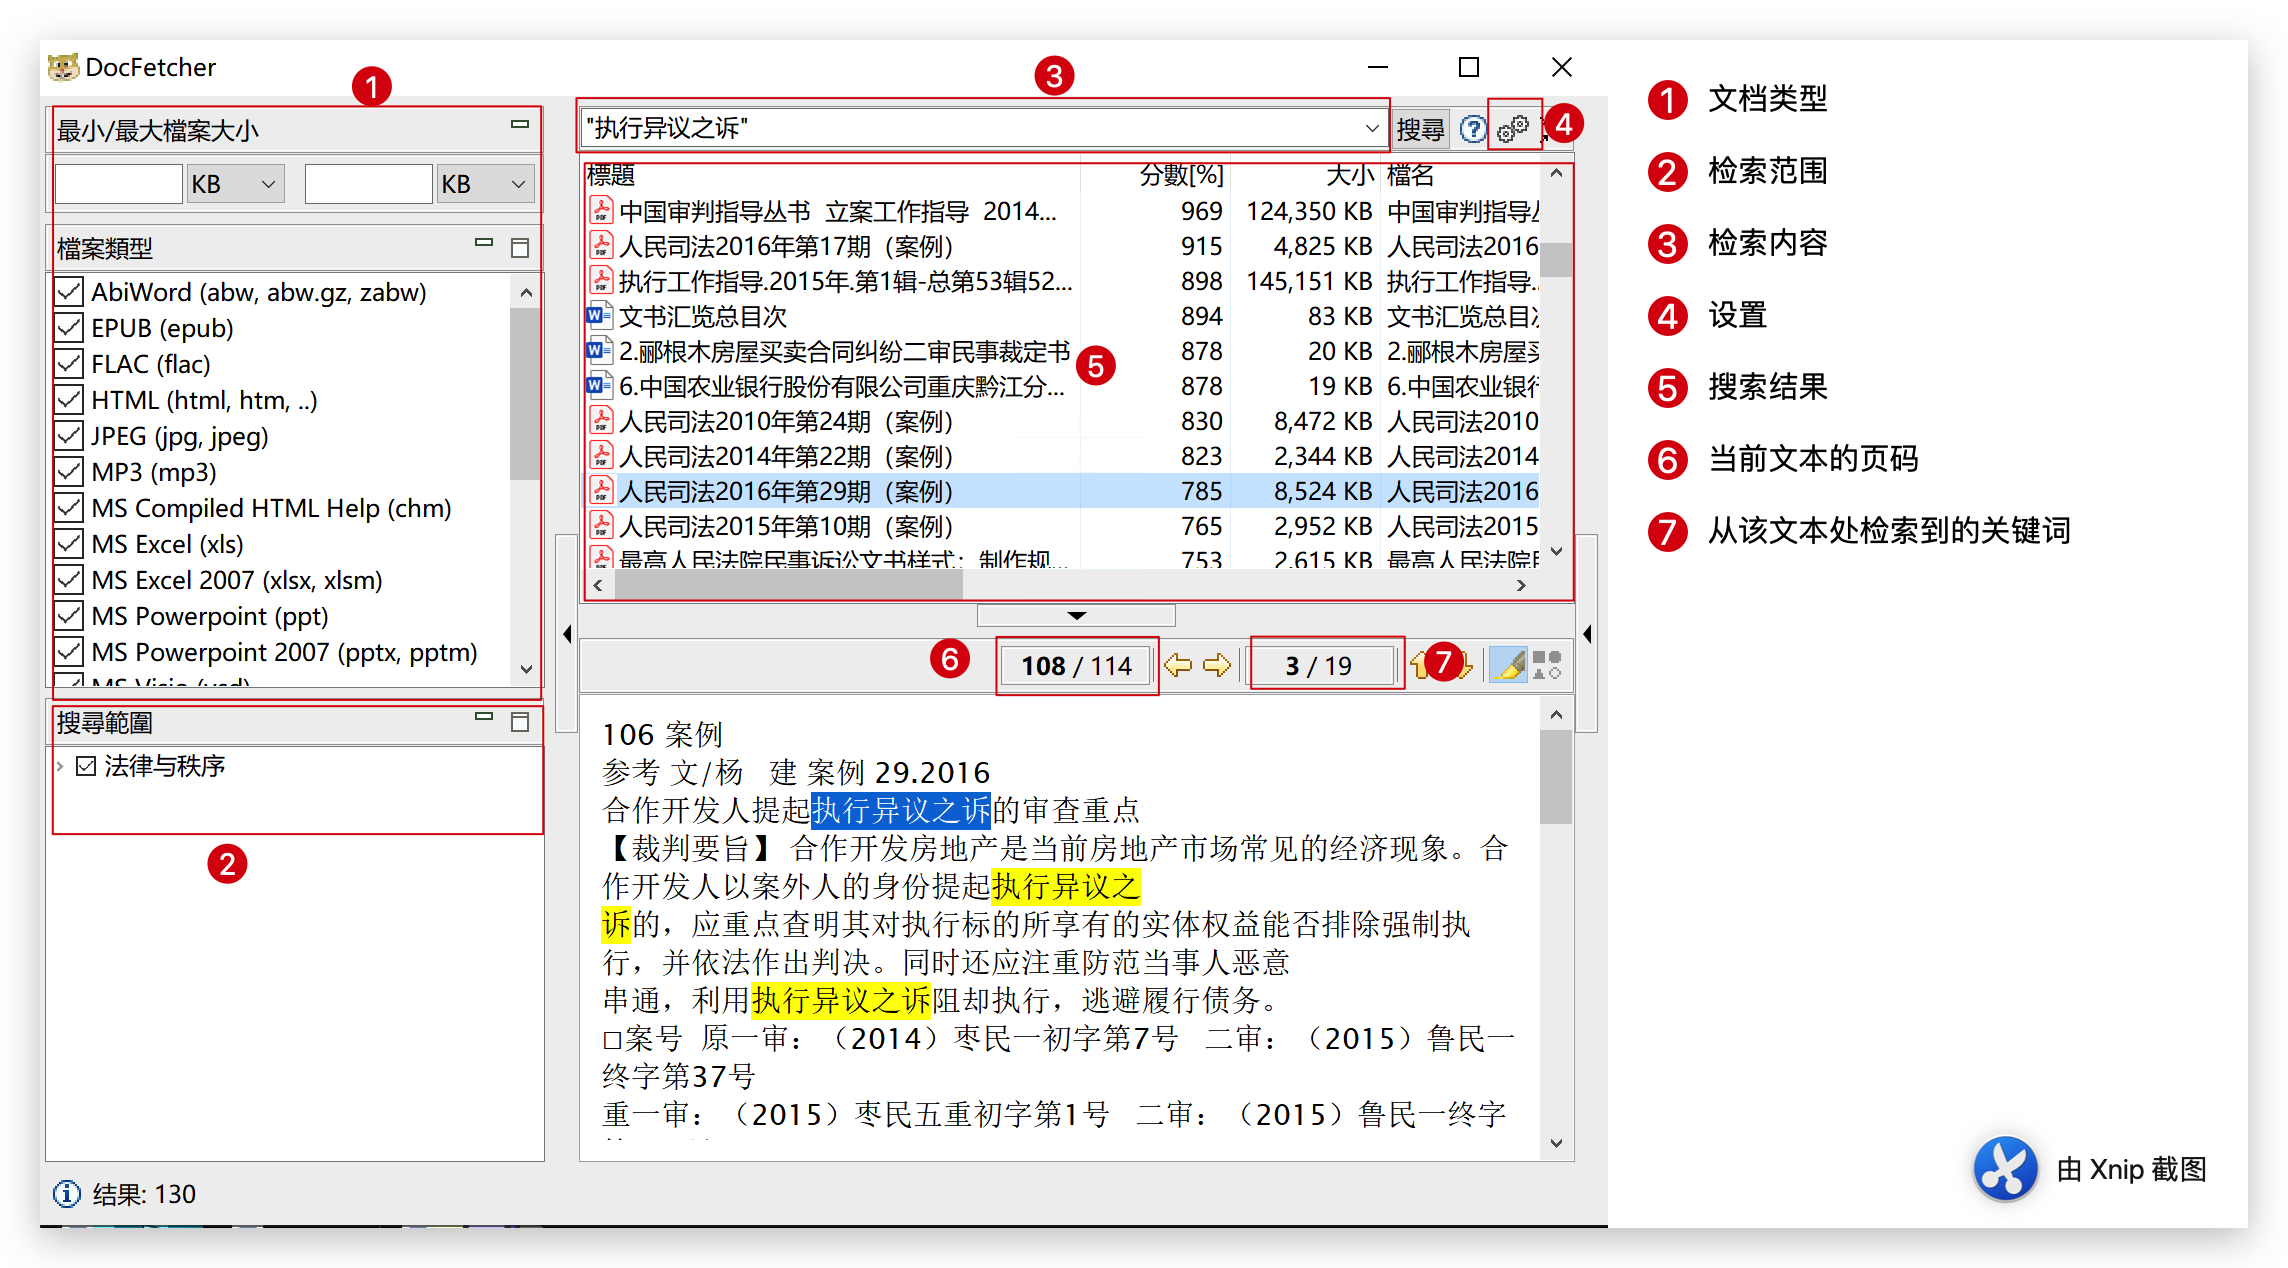 DocFetcher
1
最小/最大檔案大小
KB
KB
檔案類型
AbiWord (abw, abw.gz, zabw)
EPUB (epub)
FLAC (flac)
HTML (html, htm, ..)
JPEG (jpg, jpeg)
MP3 (mp3)
MS Compiled HTML Help (chm)
MS Excel (xls)
MS Excel 2007 (xlsx, xlsm)
MS Powerpoint (ppt)
MS Powerpoint 2007 (pptx, pptm)
MS Visio (vsd)
搜尋範圍
法律与秩序
2
结果: 130
3
"执行异议之诉"
搜尋
4
標題 分數[%] 大小 檔名
中国审判指导丛书 立案工作指导 2014... 969 124,350 KB 中国审判指导丛
人民司法2016年第17期（案例） 915 4,825 KB 人民司法2016
执行工作指导.2015年.第1辑-总第53辑52... 898 145,151 KB 执行工作指导.
文书汇览总目次 894 83 KB 文书汇览总目次
2.郦根木房屋买卖合同纠纷二审民事裁定书 878 20 KB 2.郦根木房屋买
5
6.中国农业银行股份有限公司重庆黔江分... 878 19 KB 6.中国农业银行
人民司法2010年第24期（案例） 830 8,472 KB 人民司法2010
人民司法2014年第22期（案例） 823 2,344 KB 人民司法2014
人民司法2016年第29期（案例） 785 8,524 KB 人民司法2016
人民司法2015年第10期（案例） 765 2,952 KB 人民司法2015
最高人民法院民事诉讼文书样式：制作规... 753 2,615 KB 最高人民法院民
6
108 / 114
3 / 19
7
106 案例
参考 文/杨 建 案例 29.2016
合作开发人提起执行异议之诉的审查重点
【裁判要旨】 合作开发房地产是当前房地产市场常见的经济现象。合
作开发人以案外人的身份提起执行异议之
诉的，应重点查明其对执行标的所享有的实体权益能否排除强制执
行，并依法作出判决。同时还应注重防范当事人恶意
串通，利用执行异议之诉阻却执行，逃避履行债务。
□案号 原一审：（2014）枣民一初字第7号 二审：（2015）鲁民一
终字第37号
重一审：（2015）枣民五重初字第1号 二审：（2015）鲁民一终字
1 文档类型
2 检索范围
3 检索内容
4 设置
5 搜索结果
6 当前文本的页码
7 从该文本处检索到的关键词
由 Xnip 截图